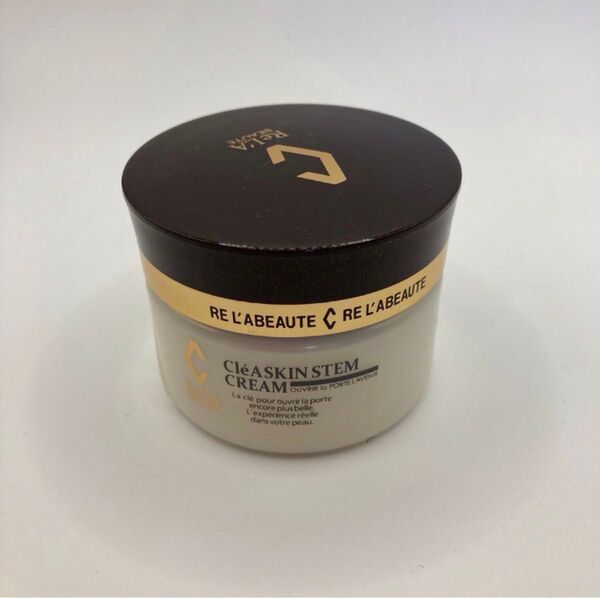 ReL'A
BEAUTE
RE L'ABEAUTE RE L'ABEAUTE
CléASKIN STEM
CREAM OUVRIR la PORTE L'AVENIR
La clé pour ouvrir la porte
encore plus belle.
L'expérience réelle
dans votre peau.